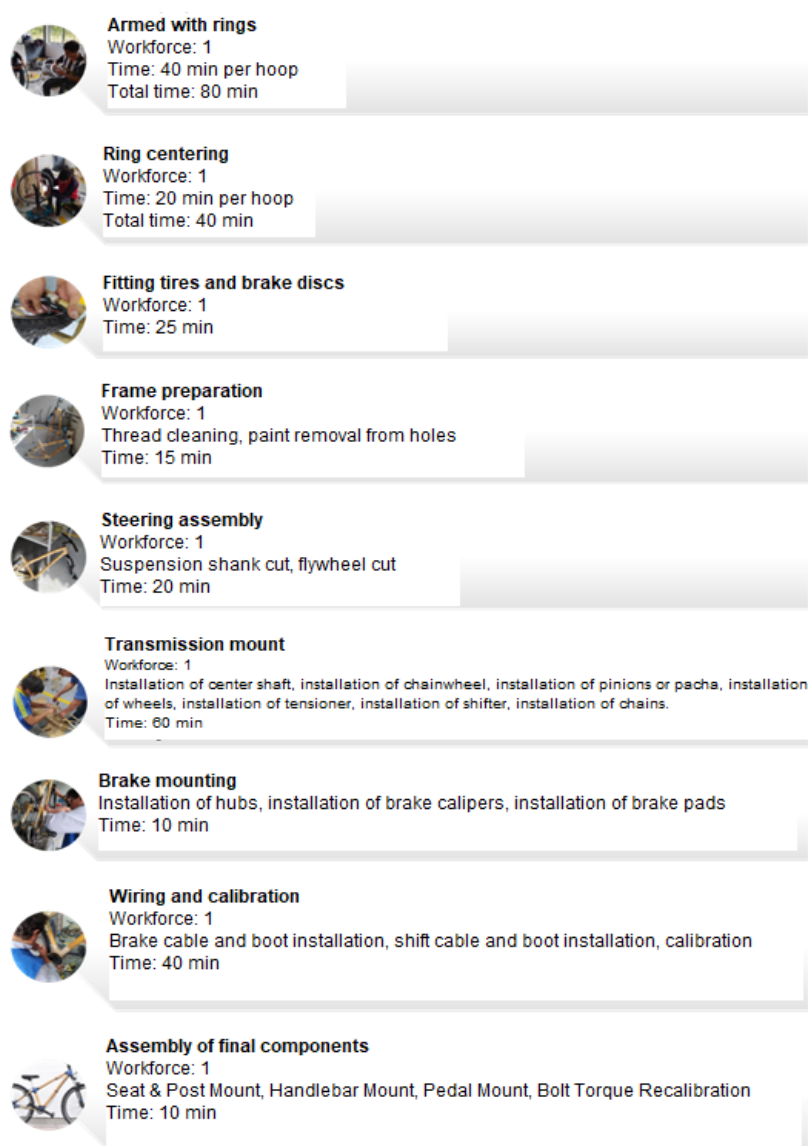 Armed with rings
Workforce: 1
Time: 40 min per hoop
Total time: 80 min
Ring centering
Workforce: 1
Time: 20 min per hoop
Total time: 40 min
Fitting tires and brake discs
Workforce: 1
Time: 25 min
Frame preparation
Workforce: 1
Thread cleaning, paint removal from holes
Time: 15 min
Steering assembly
Workforce: 1
Suspension shank cut, flywheel cut
Time: 20 min
Transmission mount
Workforce: 1
Installation of center shaft, installation of chainwheel, installation of pinions or pacha, installation
of wheels, installation of tensioner, installation of shifter, installation of chains.
Time: 60 min
Brake mounting
Installation of hubs, installation of brake calipers, installation of brake pads
Time: 10 min
Wiring and calibration
Workforce: 1
Brake cable and boot installation, shift cable and boot installation, calibration
Time: 40 min
Assembly of final components
Workforce: 1
Seat & Post Mount, Handlebar Mount, Pedal Mount, Bolt Torque Recalibration
Time: 10 min